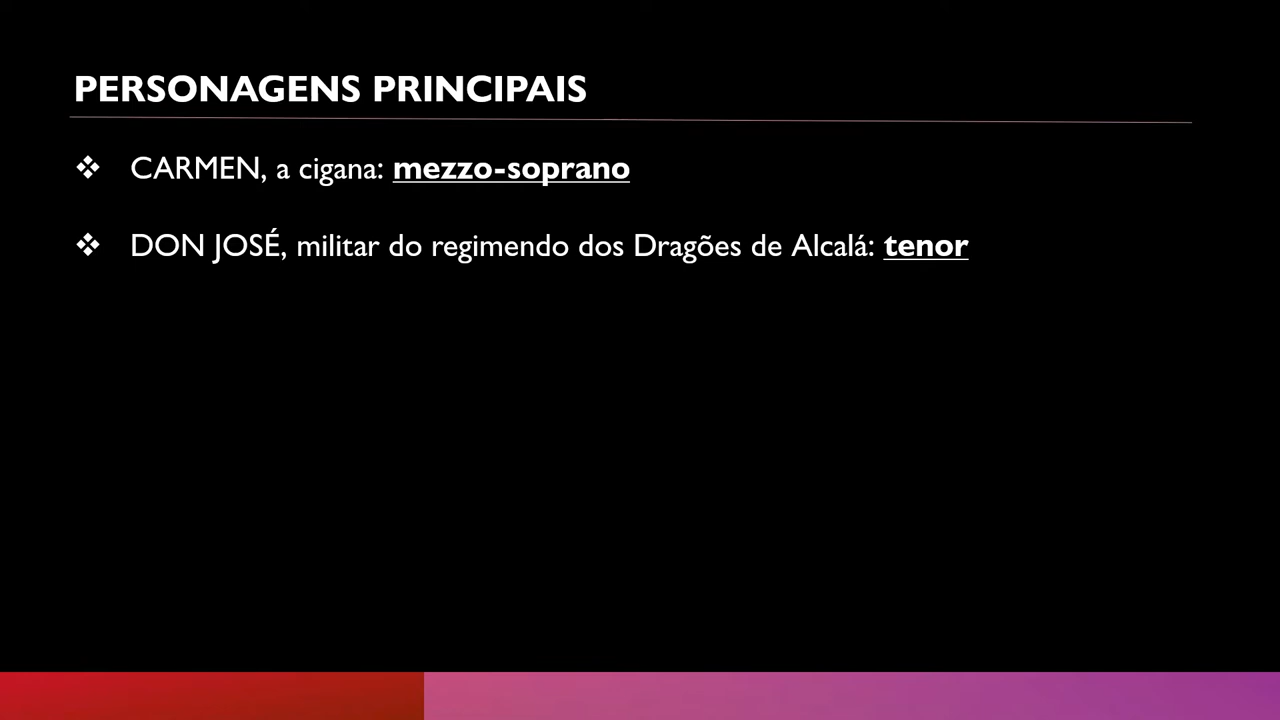 PERSONAGENS PRINCIPAIS
❖ CARMEN, a cigana: mezzo-soprano
❖ DON JOSÉ, militar do regimendo dos Dragões de Alcalá: tenor